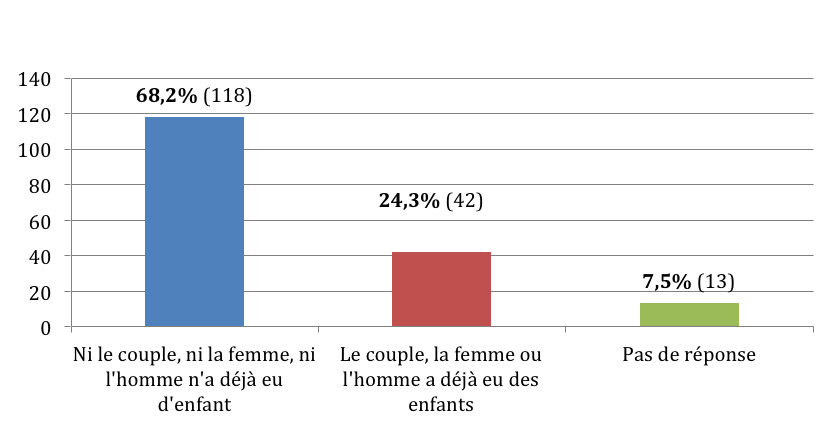 140
120
100
80
60
40
20
0
68,2% (118)
24,3% (42)
7,5% (13)
Ni le couple, ni la femme, ni
l'homme n'a déjà eu
d'enfant
Le couple, la femme ou
l'homme a déjà eu des
enfants
Pas de réponse